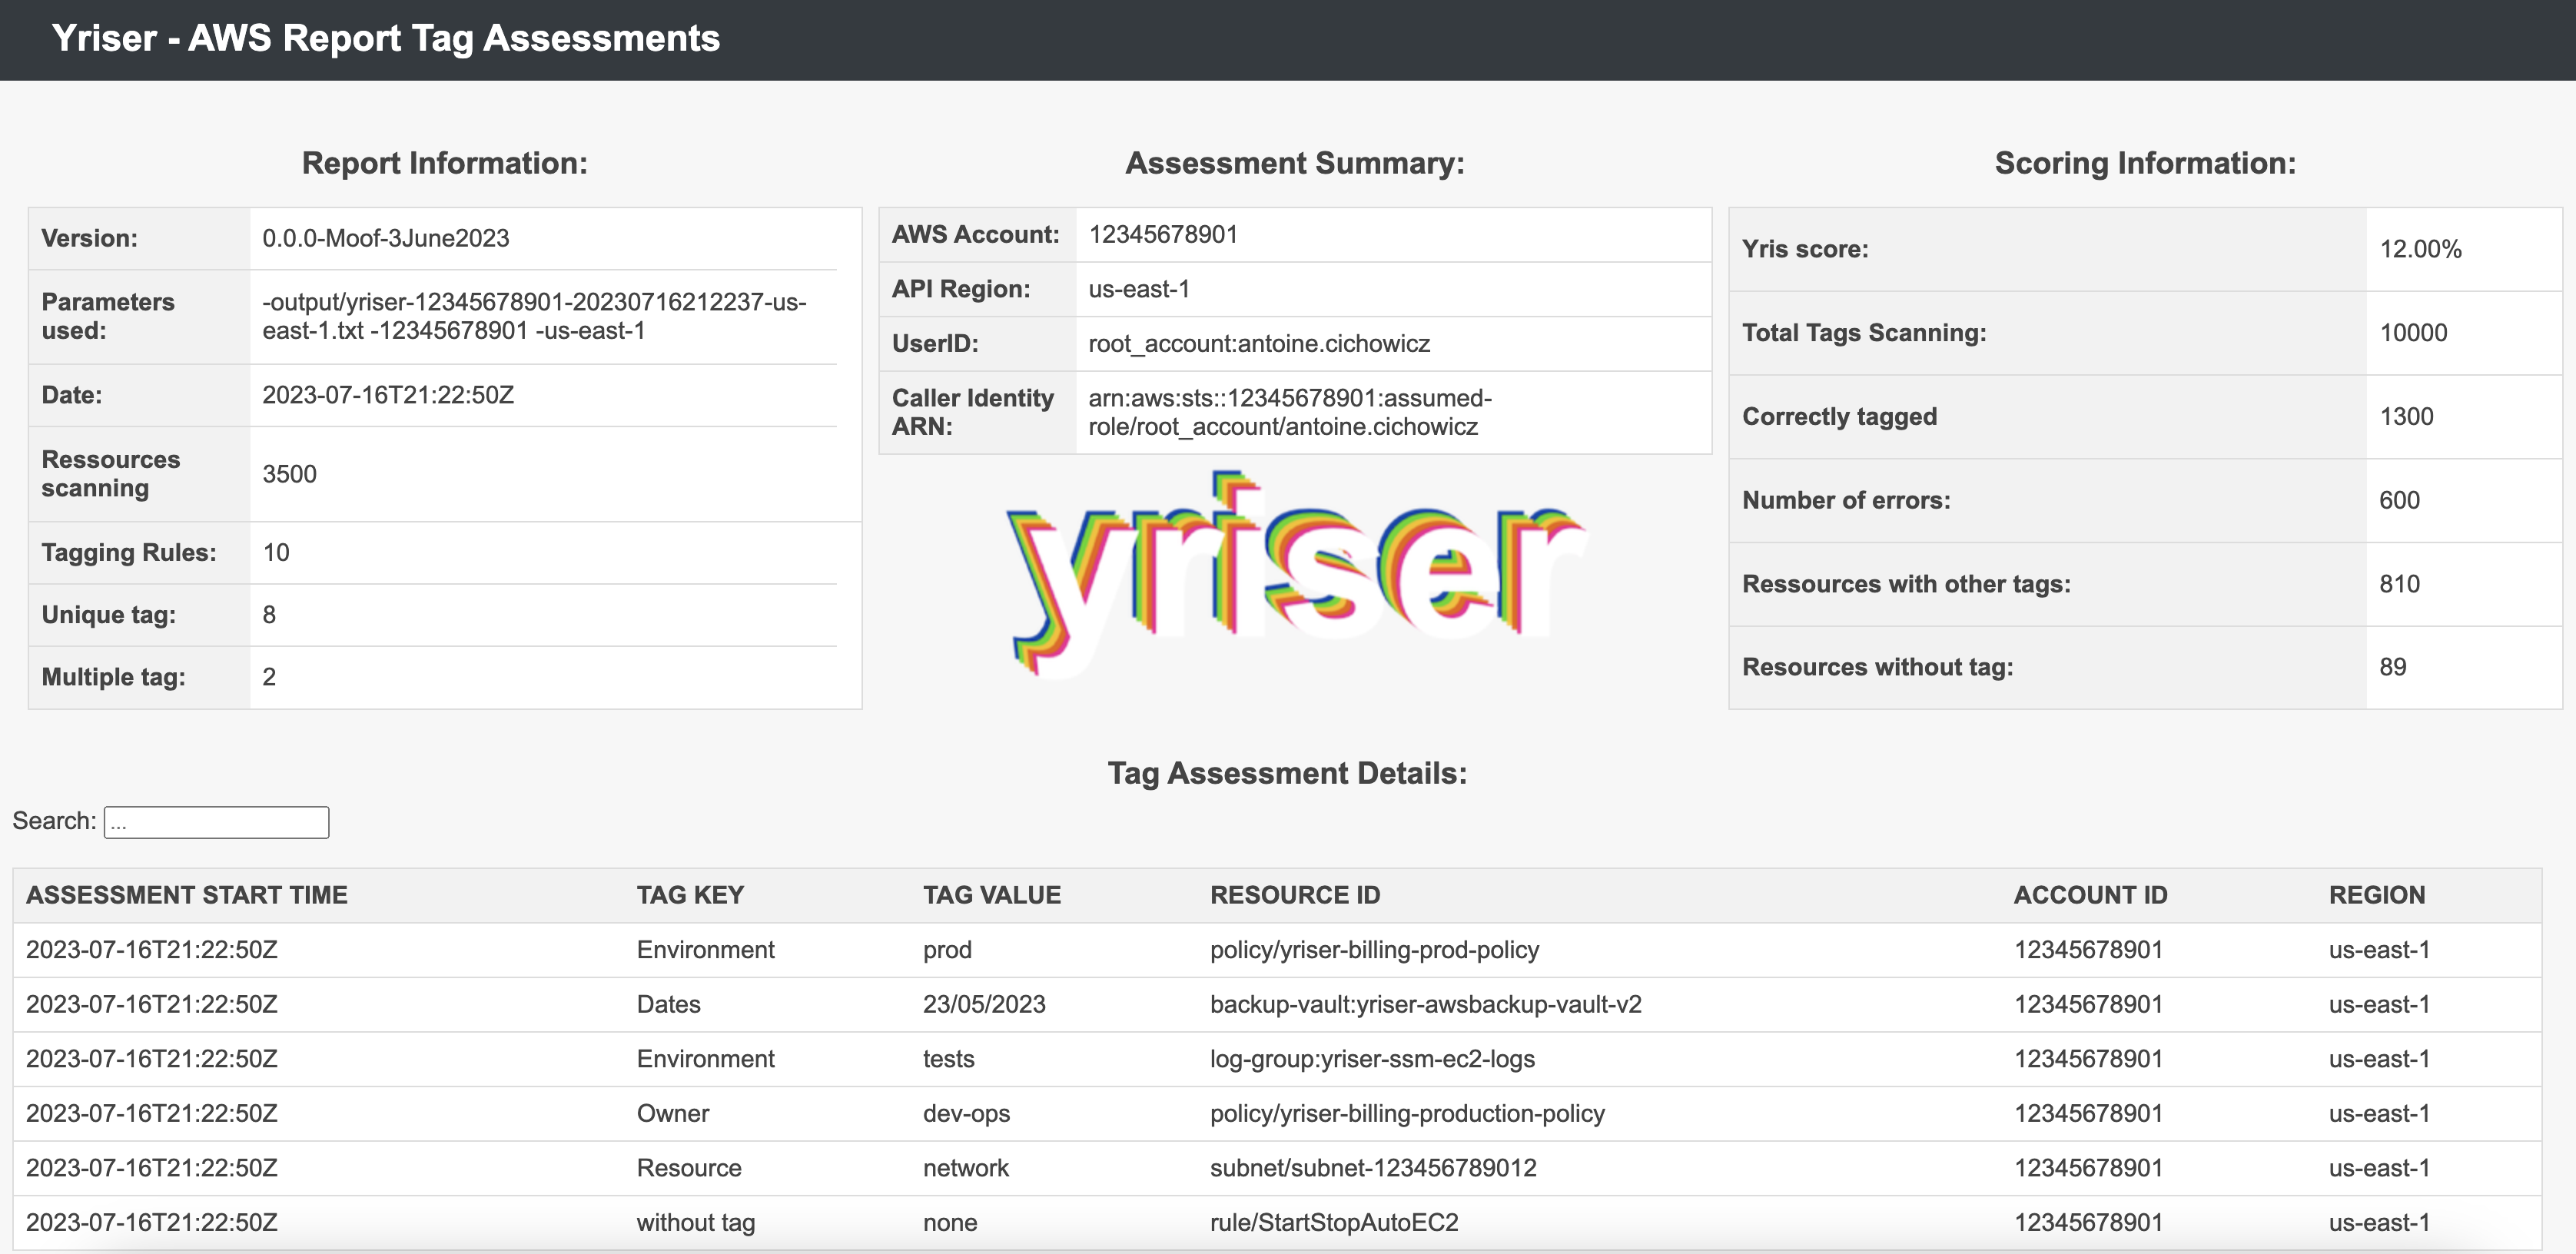 Yriser - AWS Report Tag Assessments
Report Information:
Version: 0.0.0-Moof-3June2023
Parameters used: -output/yriser-12345678901-20230716212237-us-
east-1.txt -12345678901 -us-east-1
Date: 2023-07-16T21:22:50Z
Ressources scanning 3500
Tagging Rules: 10
Unique tag: 8
Multiple tag: 2
Assessment Summary:
AWS Account: 12345678901
API Region: us-east-1
UserID: root_account:antoine.cichowicz
Caller Identity ARN: arn:aws:sts::12345678901:assumed-
role/root_account/antoine.cichowicz
yriser
Scoring Information:
Yris score: 12.00%
Total Tags Scanning: 10000
Correctly tagged 1300
Number of errors: 600
Ressources with other tags: 810
Resources without tag: 89
Tag Assessment Details:
Search: ...
ASSESSMENT START TIME TAG KEY TAG VALUE RESOURCE ID ACCOUNT ID REGION
2023-07-16T21:22:50Z Environment prod policy/yriser-billing-prod-policy 12345678901 us-east-1
2023-07-16T21:22:50Z Dates 23/05/2023 backup-vault:yriser-awsbackup-vault-v2 12345678901 us-east-1
2023-07-16T21:22:50Z Environment tests log-group:yriser-ssm-ec2-logs 12345678901 us-east-1
2023-07-16T21:22:50Z Owner dev-ops policy/yriser-billing-production-policy 12345678901 us-east-1
2023-07-16T21:22:50Z Resource network subnet/subnet-123456789012 12345678901 us-east-1
2023-07-16T21:22:50Z without tag none rule/StartStopAutoEC2 12345678901 us-east-1